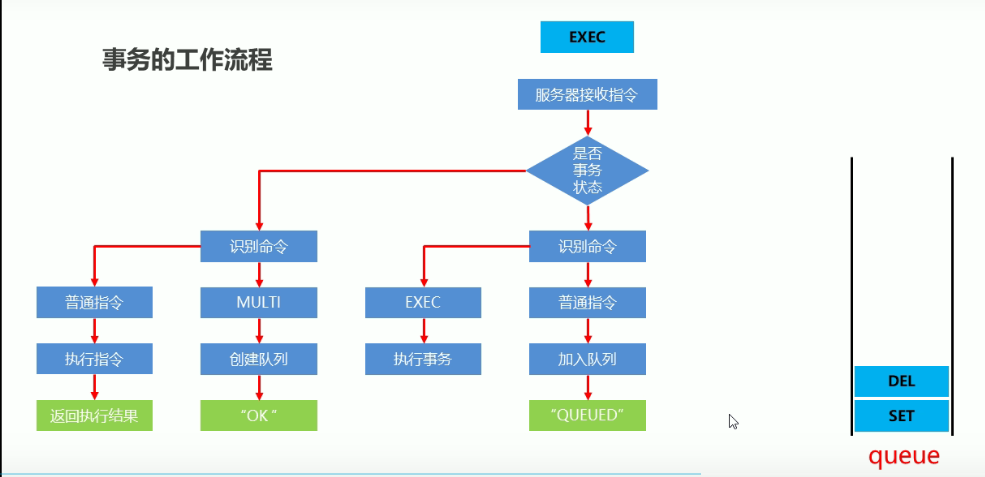 EXEC
事务的工作流程
服务器接收指令
是否
事务
状态
识别命令
识别命令
普通指令
MULTI
EXEC
普通指令
执行指令
创建队列
执行事务
加入队列
DEL
返回执行结果
“OK “
“QUEUED”
SET
queue